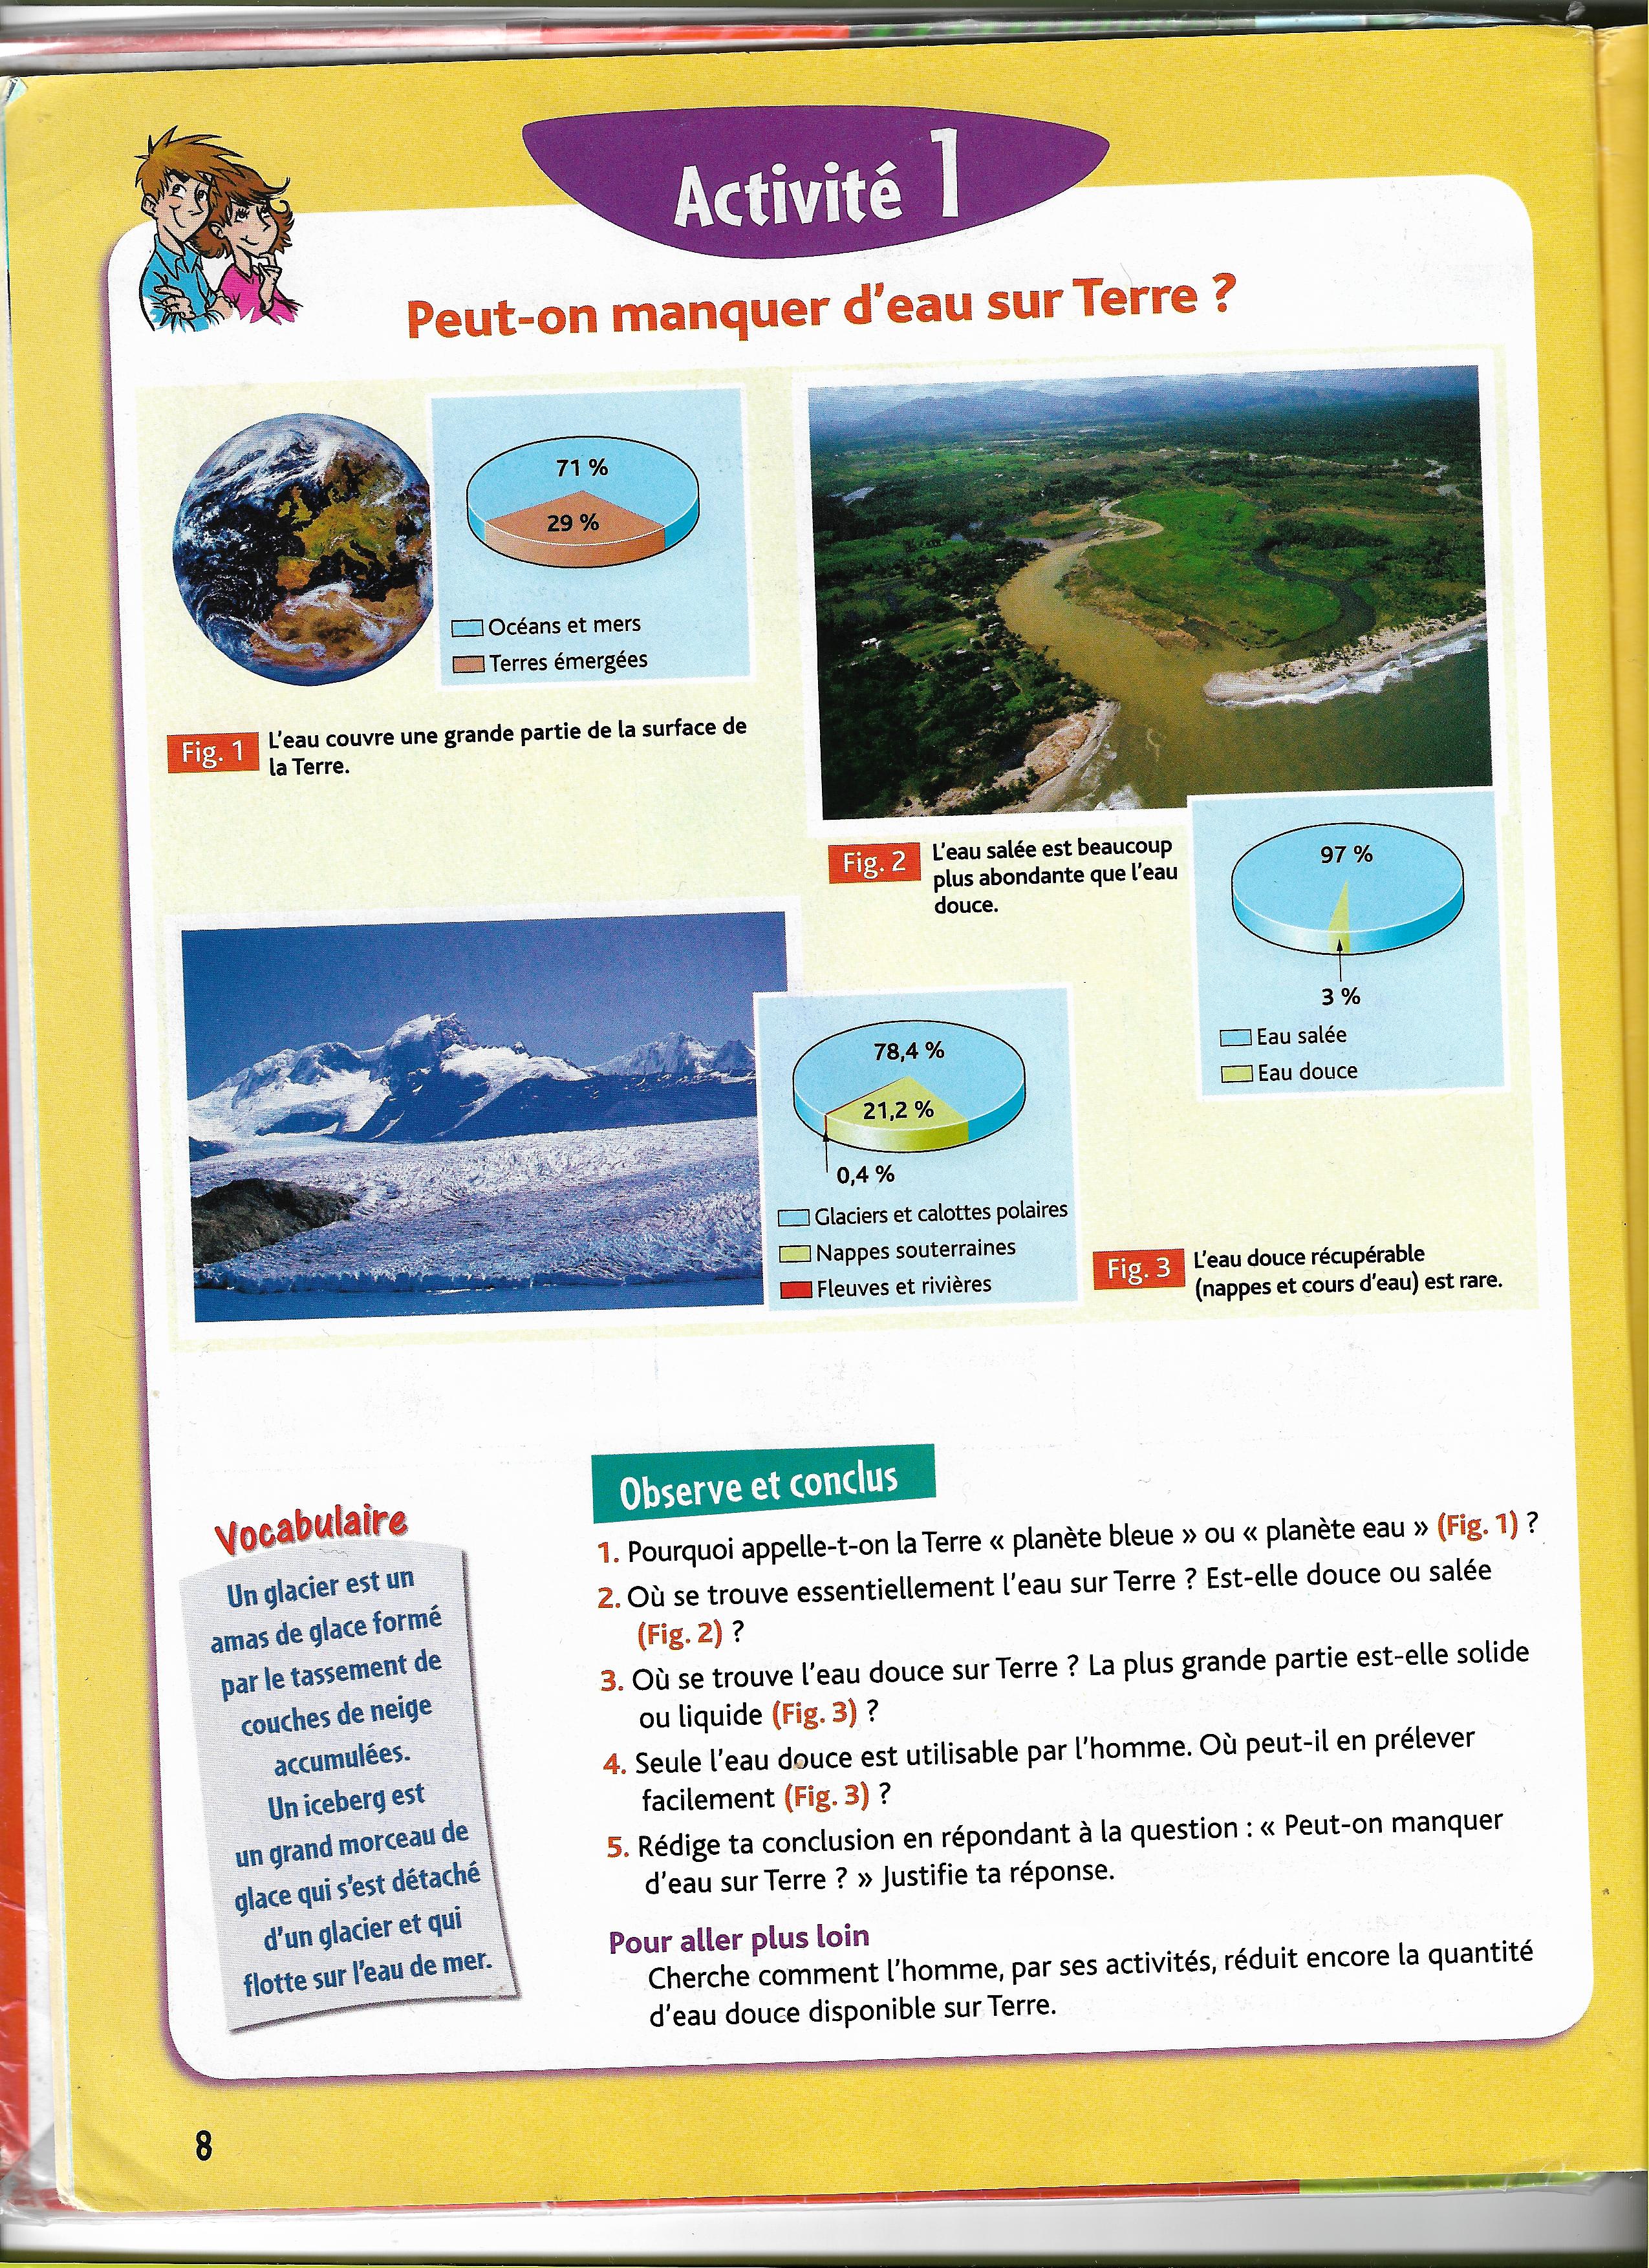 Activité 1
Peut-on manquer d'eau sur Terre ?
71 %
29 %
Océans et mers
Terres émergées
Fig. 1
L'eau couvre une grande partie de la surface de
la Terre.
Fig. 2
L'eau salée est beaucoup
plus abondante que l'eau
douce.
97 %
3 %
Eau salée
Eau douce
78,4 %
21,2 %
0,4 %
Glaciers et calottes polaires
Nappes souterraines
Fleuves et rivières
Fig. 3
L'eau douce récupérable
(nappes et cours d'eau) est rare.
Vocabulaire
Un glacier est un
amas de glace formé
par le tassement de
couches de neige
accumulées.
Un iceberg est
un grand morceau de
glace qui s'est détaché
d'un glacier et qui
flotte sur l'eau de mer.
Observe et conclus
1. Pourquoi appelle-t-on la Terre « planète bleue » ou « planète eau » (Fig. 1) ?
2. Où se trouve essentiellement l'eau sur Terre ? Est-elle douce ou salée
(Fig. 2) ?
3. Où se trouve l'eau douce sur Terre ? La plus grande partie est-elle solide
ou liquide (Fig. 3) ?
4. Seule l'eau douce est utilisable par l'homme. Où peut-il en prélever
facilement (Fig. 3) ?
5. Rédige ta conclusion en répondant à la question : « Peut-on manquer
d'eau sur Terre ? » Justifie ta réponse.
Pour aller plus loin
Cherche comment l'homme, par ses activités, réduit encore la quantité
d'eau douce disponible sur Terre.
8